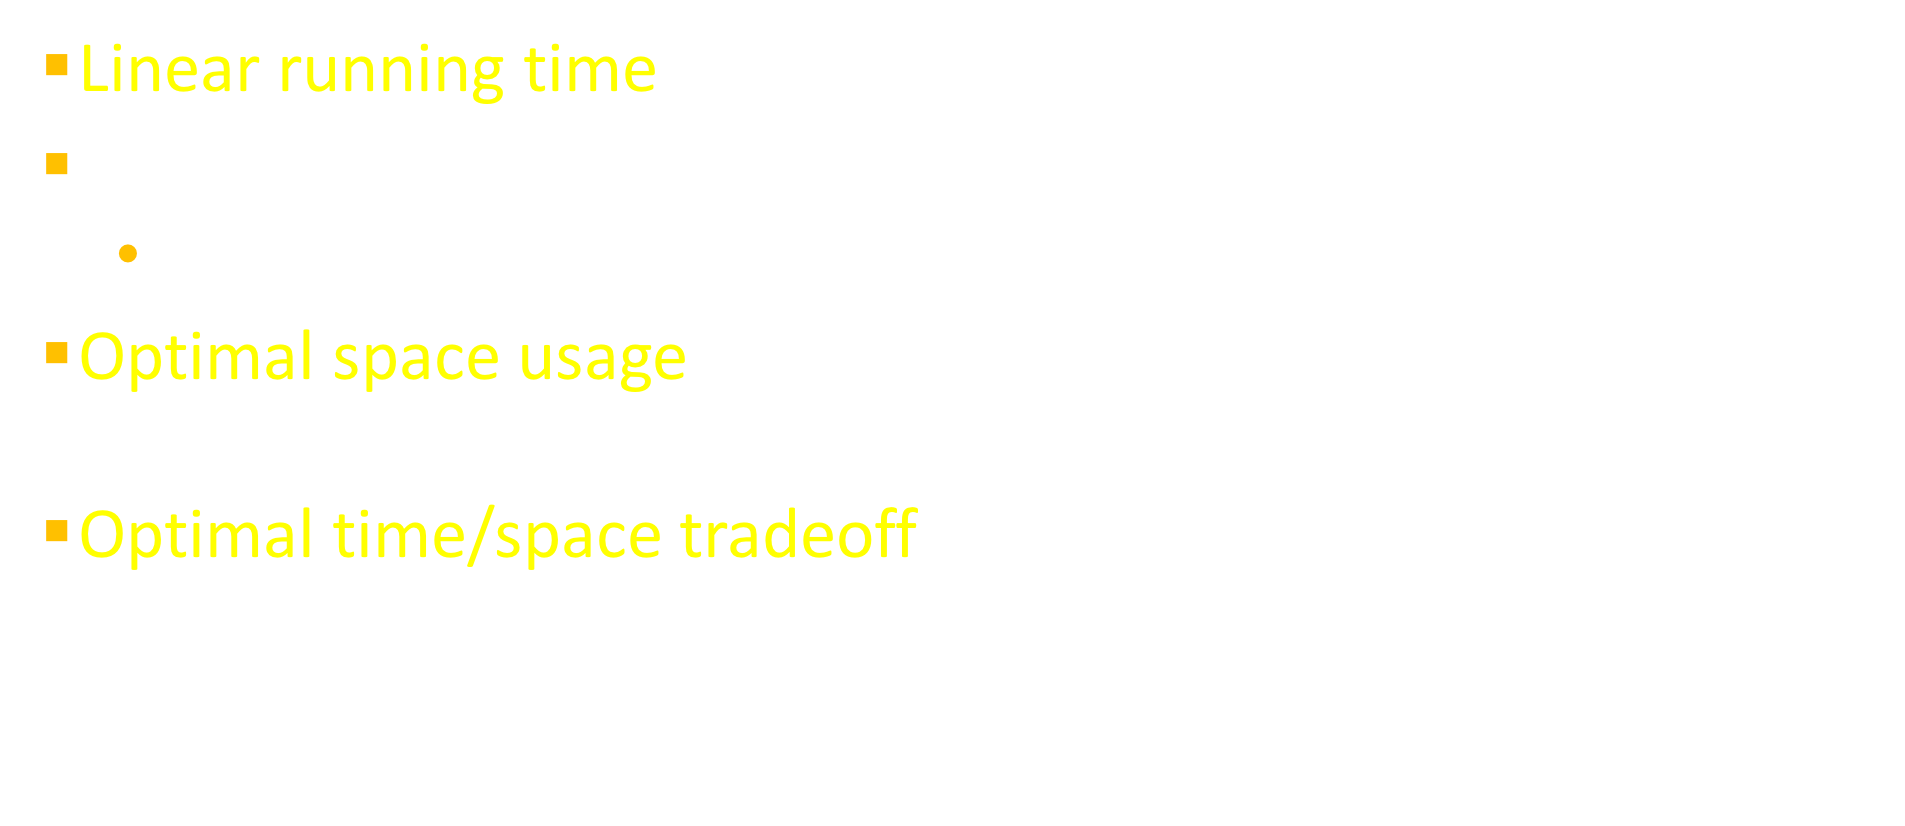 ▪ Linear running time
▪
•
▪ Optimal space usage
▪ Optimal time/space tradeoff